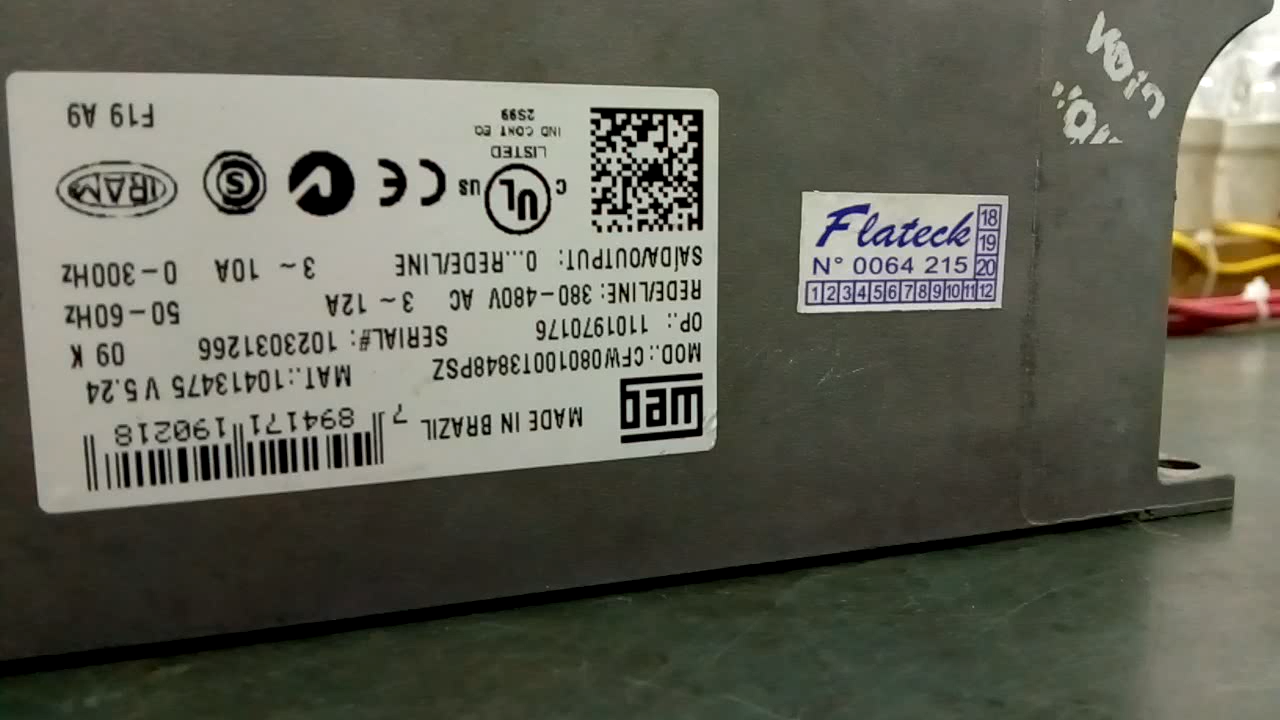 weg
MADE IN BRAZIL
7 894171 190218
MOD.:CFW080100T3848PSZ
MAT.:10413475 V 5.24
OP.: 1101970176
SERIAL#: 1023031266
09 K
REDE/LINE: 380-480V AC 3~ 12A 50-60Hz
SAÍDA/OUTPUT: 0...REDE/LINE 3~ 10A 0-300Hz
C UL US
LISTED
IND CONT EQ
2S99
CE
S
IRAM
F19 A9
Flateck
N° 0064 215
18
19
20
1 2 3 4 5 6 7 8 9 10 11 12
void